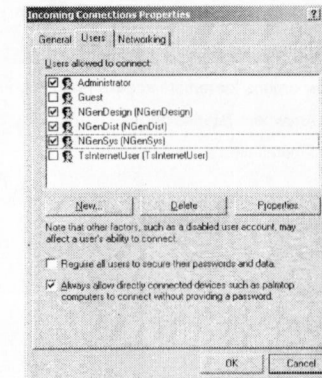 Incoming Connections Properties
General Users Networking
Users allowed to connect:
Administrator
Guest
NGenDesign (NGenDesign)
NGenDist (NGenDist)
NGenSys (NGenSys)
TsInternetUser (TsInternetUser)
New... Delete Properties
Note that other factors, such as a disabled user account, may
affect a user's ability to connect.
Require all users to secure their passwords and data.
Always allow directly connected devices such as palmtop
computers to connect without providing a password.
OK Cancel